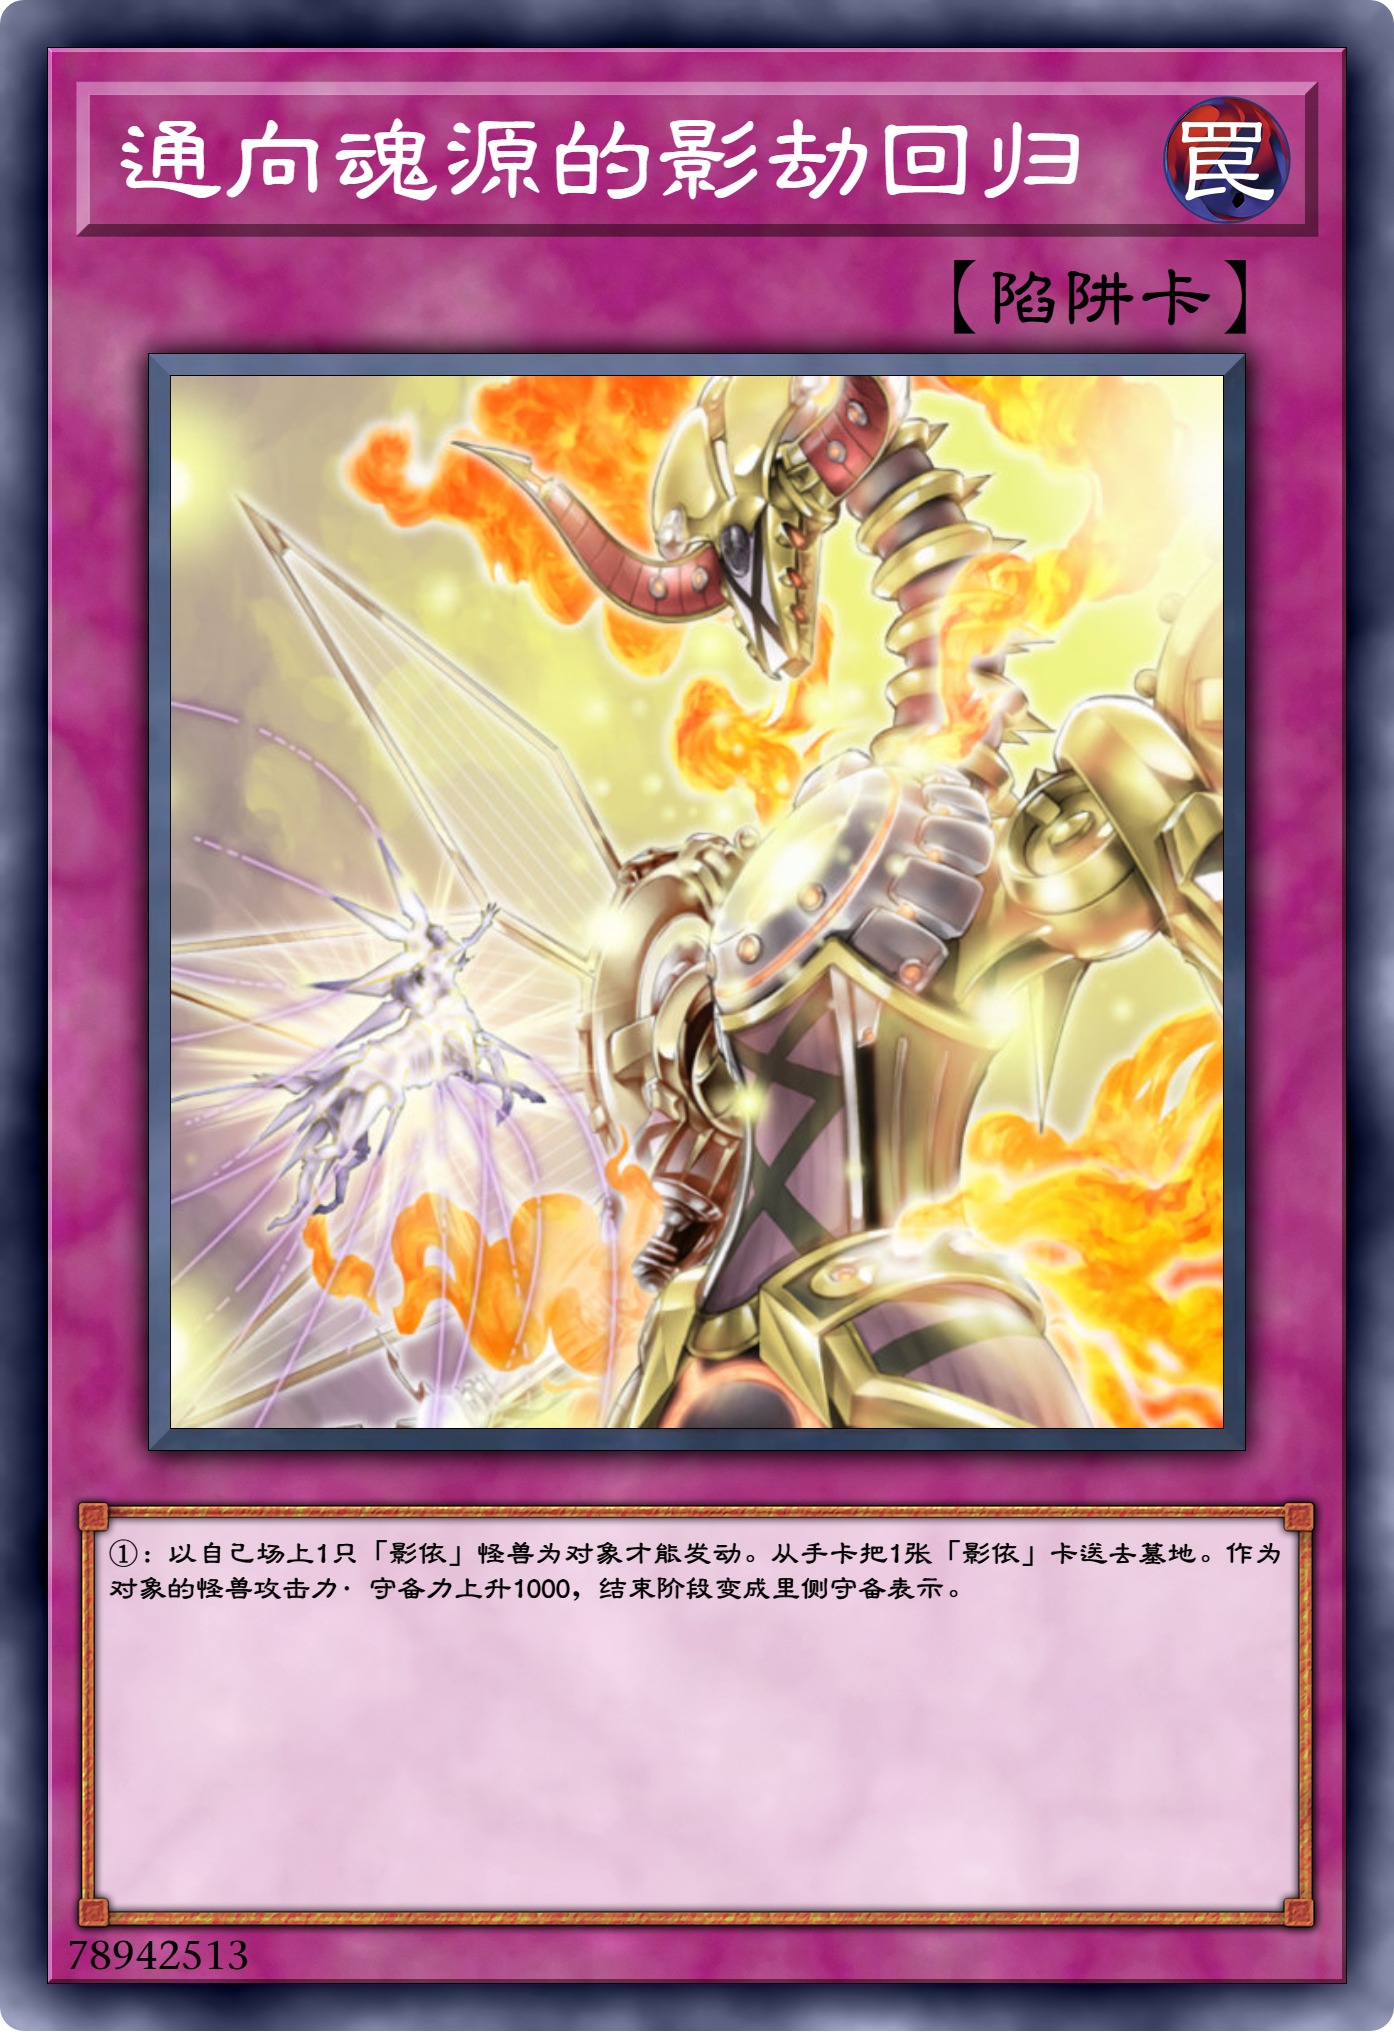 通向魂源的影劫回归
罠
【陷阱卡】
①：以自己场上1只「影依」怪兽为对象才能发动。从手卡把1张「影依」卡送去墓地。作为
对象的怪兽攻击力·守备力上升1000，结束阶段变成里侧守备表示。
78942513